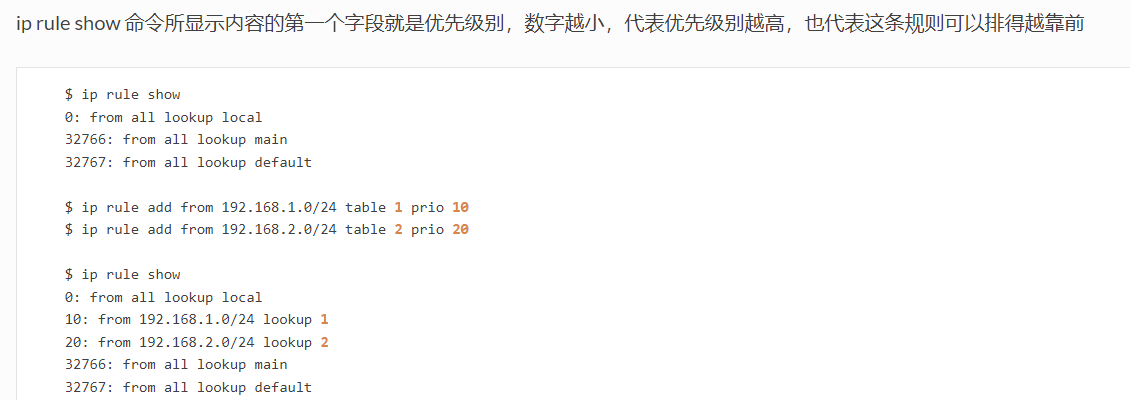 ip rule show 命令所显示内容的第一个字段就是优先级别，数字越小，代表优先级别越高，也代表这条规则可以排得越靠前
$ ip rule show
0: from all lookup local
32766: from all lookup main
32767: from all lookup default
$ ip rule add from 192.168.1.0/24 table 1 prio 10
$ ip rule add from 192.168.2.0/24 table 2 prio 20
$ ip rule show
0: from all lookup local
10: from 192.168.1.0/24 lookup 1
20: from 192.168.2.0/24 lookup 2
32766: from all lookup main
32767: from all lookup default